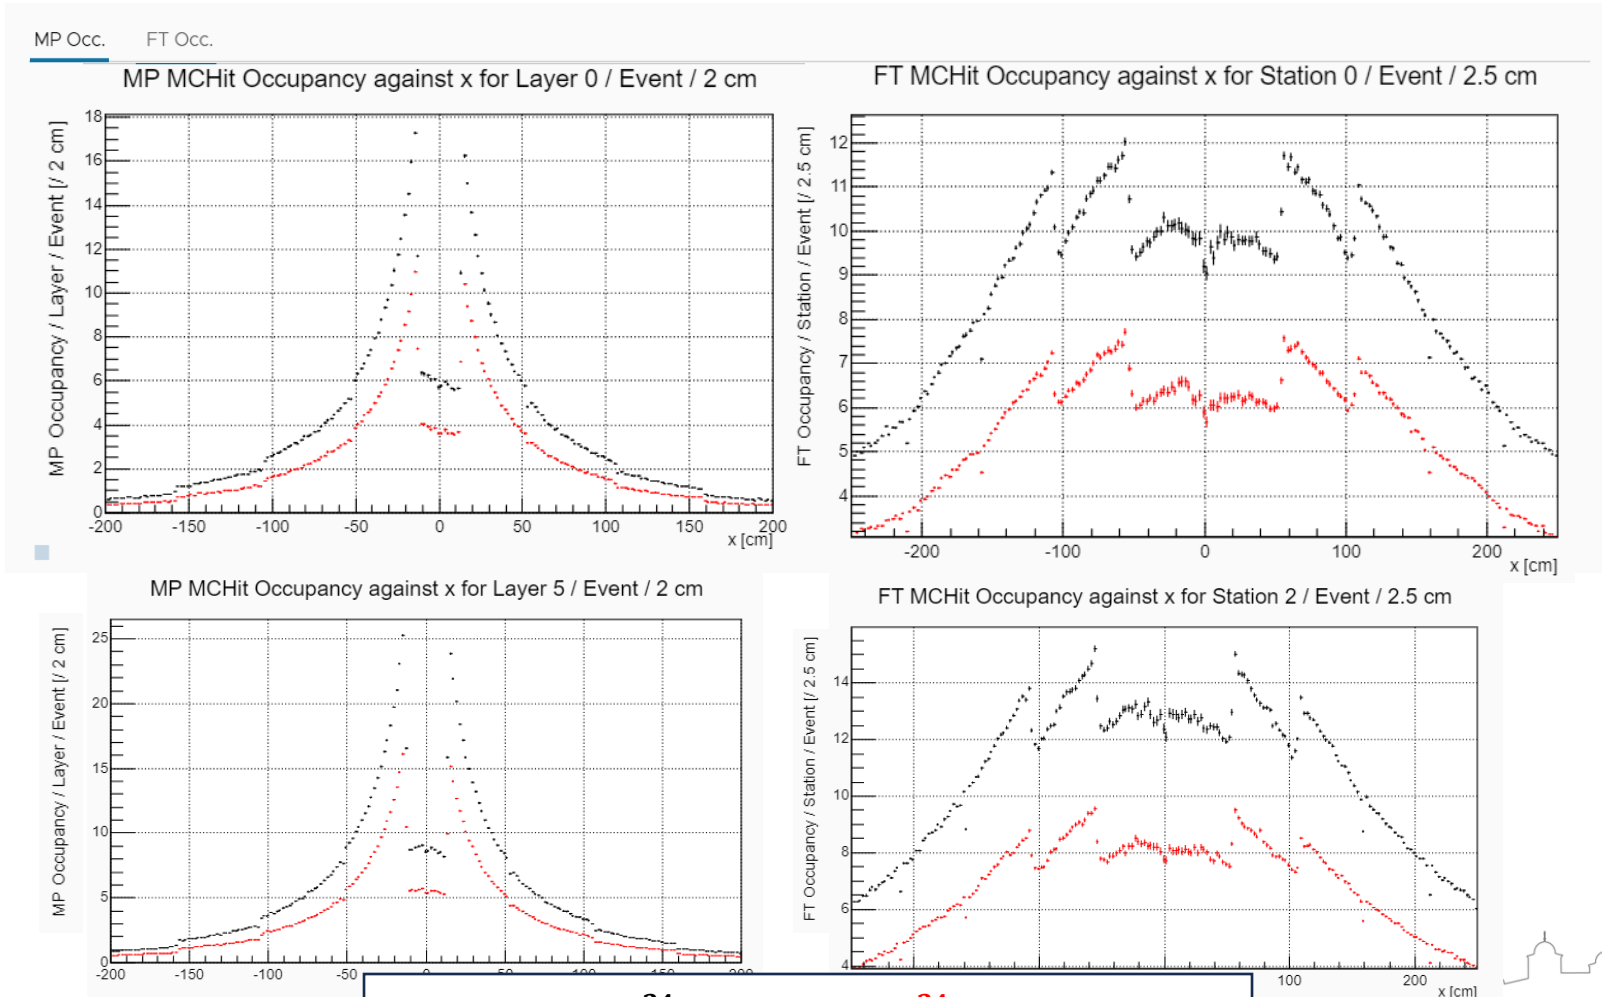 MP Occ. FT Occ.
MP MCHit Occupancy against x for Layer 0 / Event / 2 cm
MP Occupancy / Layer / Event [/ 2 cm]
18
16
14
12
10
8
6
4
2
0
-200 -150 -100 -50 0 50 100 150 200
x [cm]
FT MCHit Occupancy against x for Station 0 / Event / 2.5 cm
FT Occupancy / Station / Event [/ 2.5 cm]
12
11
10
9
8
7
6
5
4
-200 -100 0 100 200
x [cm]
MP MCHit Occupancy against x for Layer 5 / Event / 2 cm
MP Occupancy / Layer / Event [/ 2 cm]
25
20
15
10
5
0
-200 -150 -100 -50 0 50 100 150 200
FT MCHit Occupancy against x for Station 2 / Event / 2.5 cm
FT Occupancy / Station / Event [/ 2.5 cm]
14
12
10
8
6
4
100 200
x [cm]